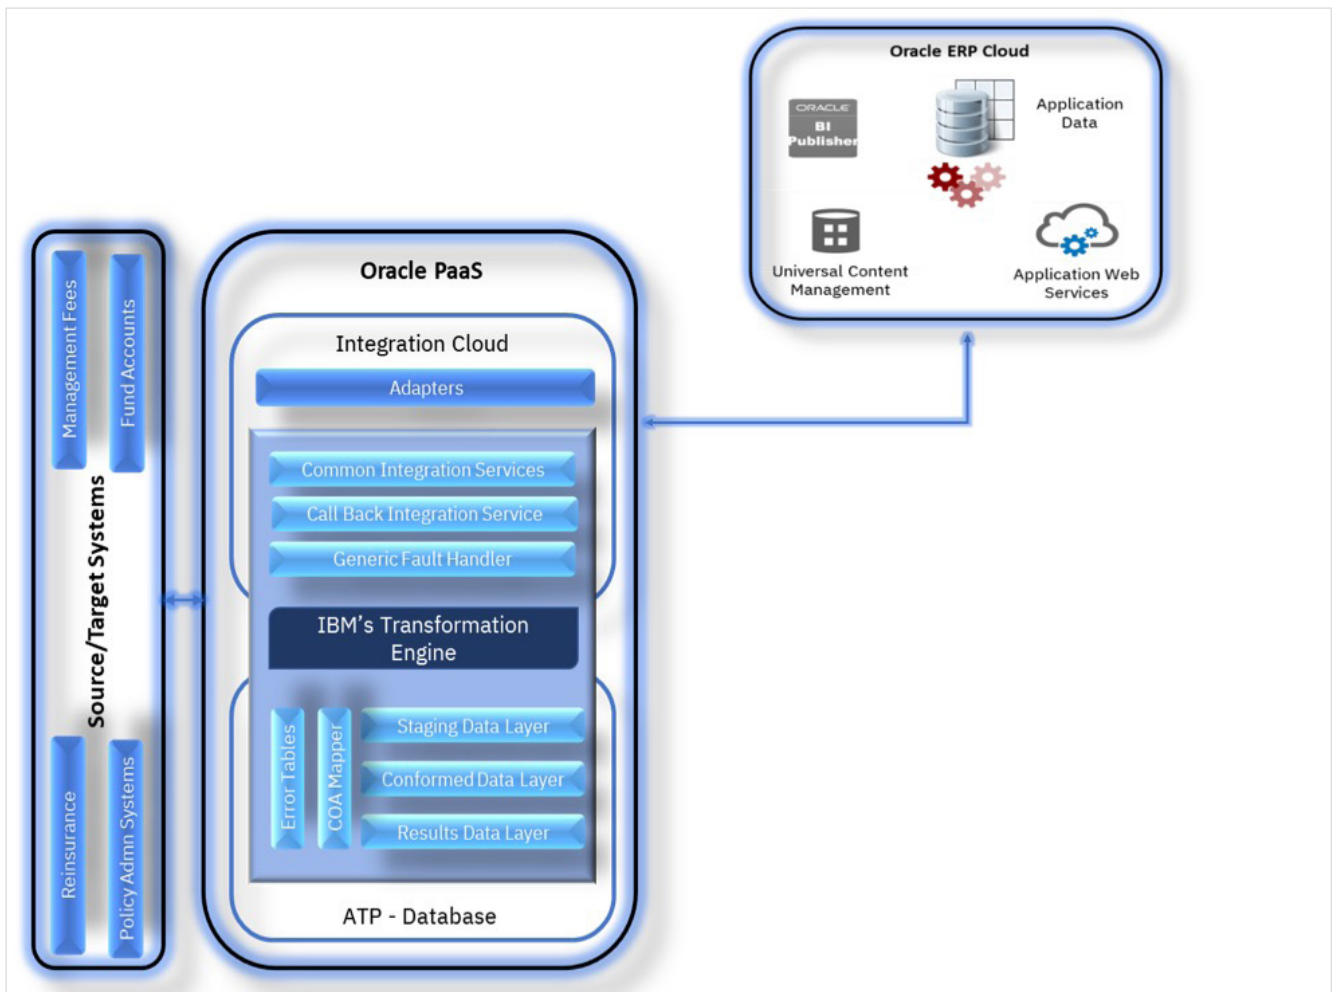 Oracle ERP Cloud
ORACLE
BI
Publisher
Application
Data
Universal Content
Management
Application Web
Services
Management Fees
Fund Accounts
Source/Target Systems
Reinsurance
Policy Admn Systems
Oracle PaaS
Integration Cloud
Adapters
Common Integration Services
Call Back Integration Service
Generic Fault Handler
IBM's Transformation
Engine
Error Tables
COA Mapper
Staging Data Layer
Conformed Data Layer
Results Data Layer
ATP - Database